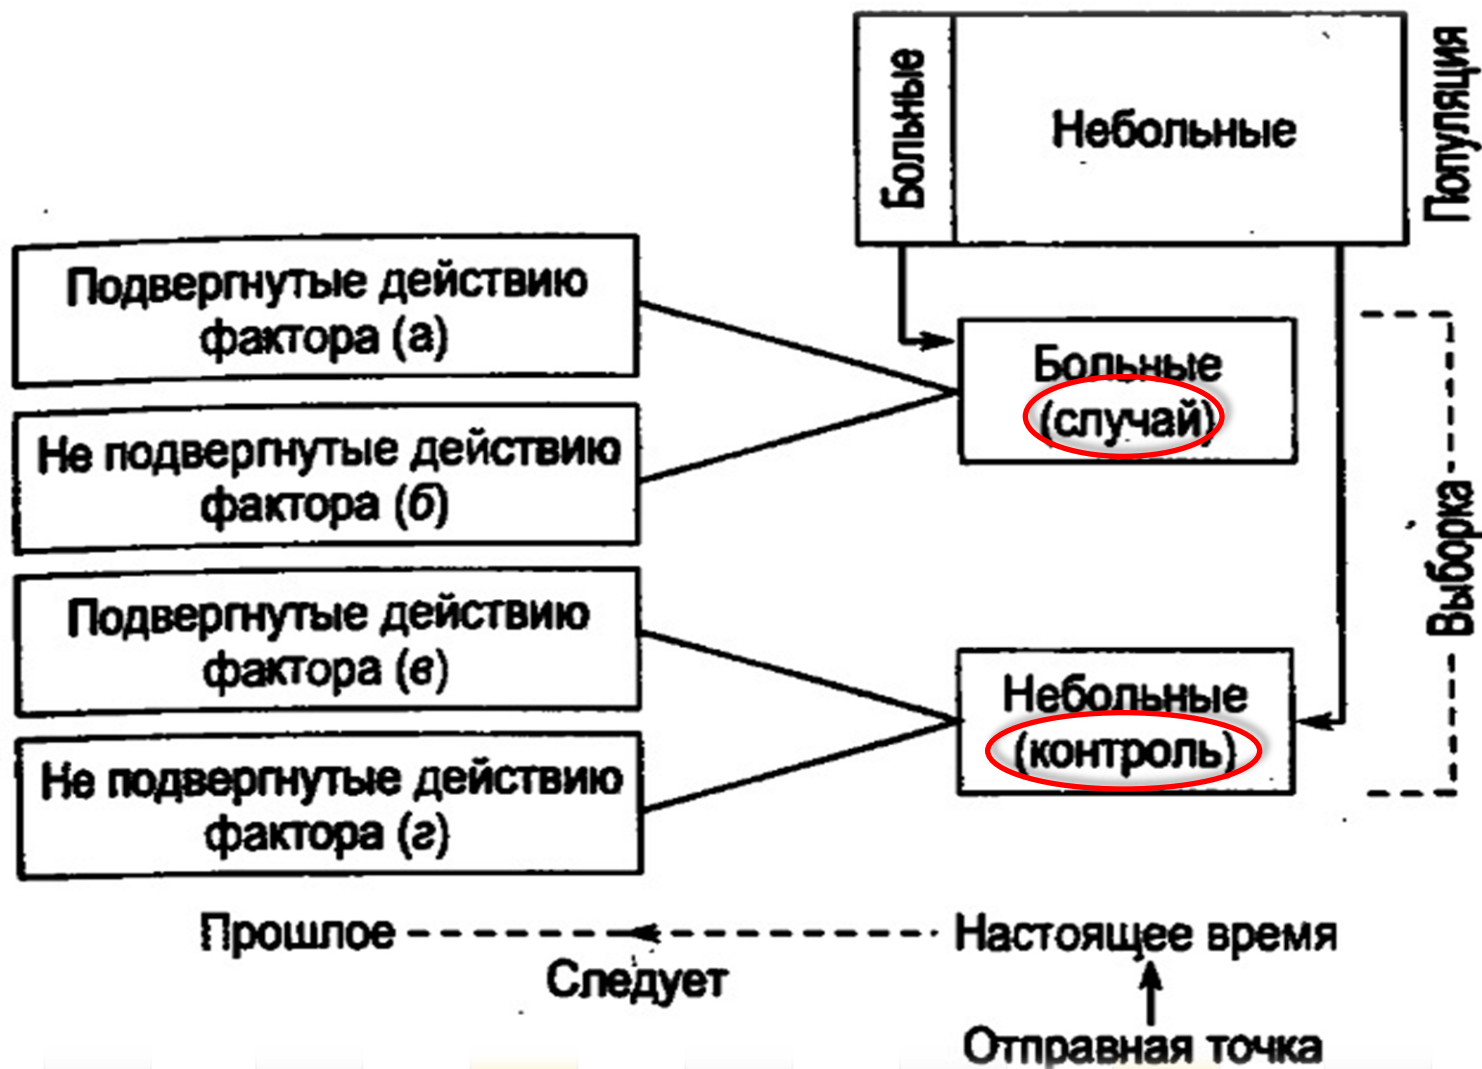 Больные
Небольные
Популяция
Подвергнутые действию
фактора (а)
Не подвергнутые действию
фактора (б)
Подвергнутые действию
фактора (в)
Не подвергнутые действию
фактора (г)
Больные
(случай)
Небольные
(контроль)
Выборка
Прошлое
Следует
Настоящее время
Отправная точка